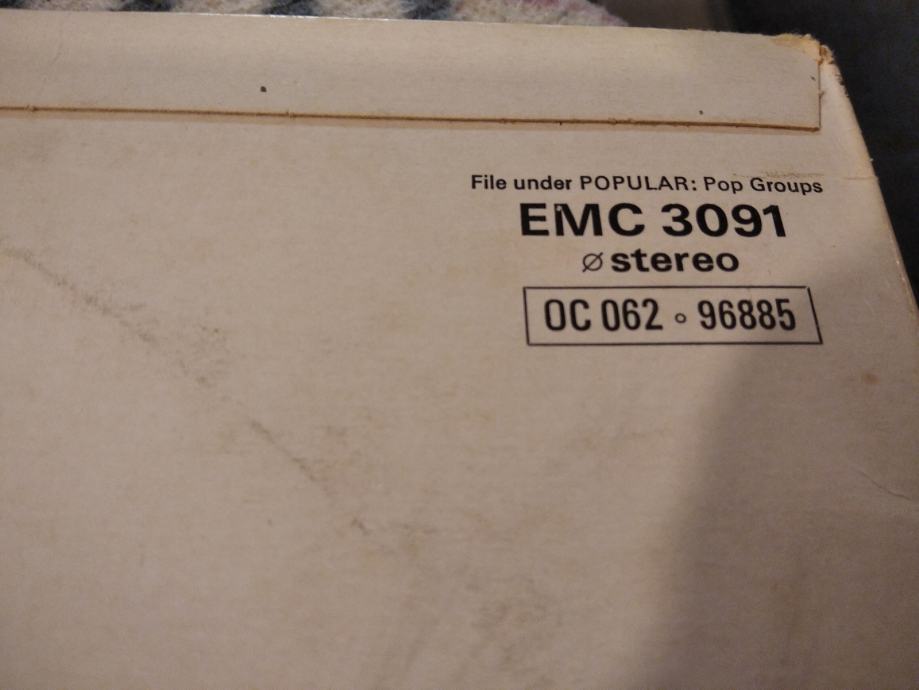 File under POPULAR: Pop Groups
EMC 3091
⌀ stereo
OC 062 ∘ 96885